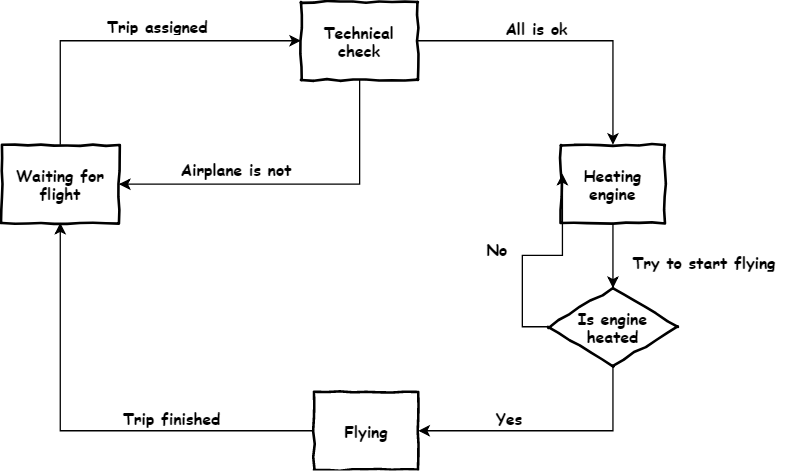 Trip assigned
Technical
check
All is ok
Waiting for
flight
Airplane is not
Heating
engine
No
Try to start flying
Is engine
heated
Trip finished
Flying
Yes